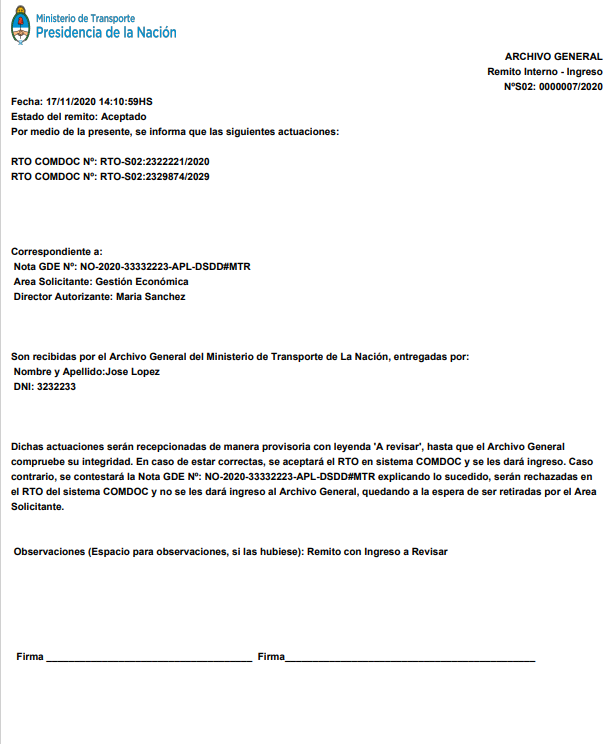 Ministerio de Transporte
Presidencia de la Nación
ARCHIVO GENERAL
Remito Interno - Ingreso
NºS02: 0000007/2020
Fecha: 17/11/2020 14:10:59HS
Estado del remito: Aceptado
Por medio de la presente, se informa que las siguientes actuaciones:
RTO COMDOC Nº: RTO-S02:2322221/2020
RTO COMDOC Nº: RTO-S02:2329874/2029
Correspondiente a:
Nota GDE Nº: NO-2020-33332223-APL-DSDD#MTR
Area Solicitante: Gestión Económica
Director Autorizante: Maria Sanchez
Son recibidas por el Archivo General del Ministerio de Transporte de La Nación, entregadas por:
Nombre y Apellido:Jose Lopez
DNI: 3232233
Dichas actuaciones serán recepcionadas de manera provisoria con leyenda 'A revisar', hasta que el Archivo General
compruebe su integridad. En caso de estar correctas, se aceptará el RTO en sistema COMDOC y se les dará ingreso. Caso
contrario, se contestará la Nota GDE Nº: NO-2020-33332223-APL-DSDD#MTR explicando lo sucedido, serán rechazadas en
el RTO del sistema COMDOC y no se les dará ingreso al Archivo General, quedando a la espera de ser retiradas por el Area
Solicitante.
Observaciones (Espacio para observaciones, si las hubiese): Remito con Ingreso a Revisar
Firma _____________________________________ Firma_____________________________________________